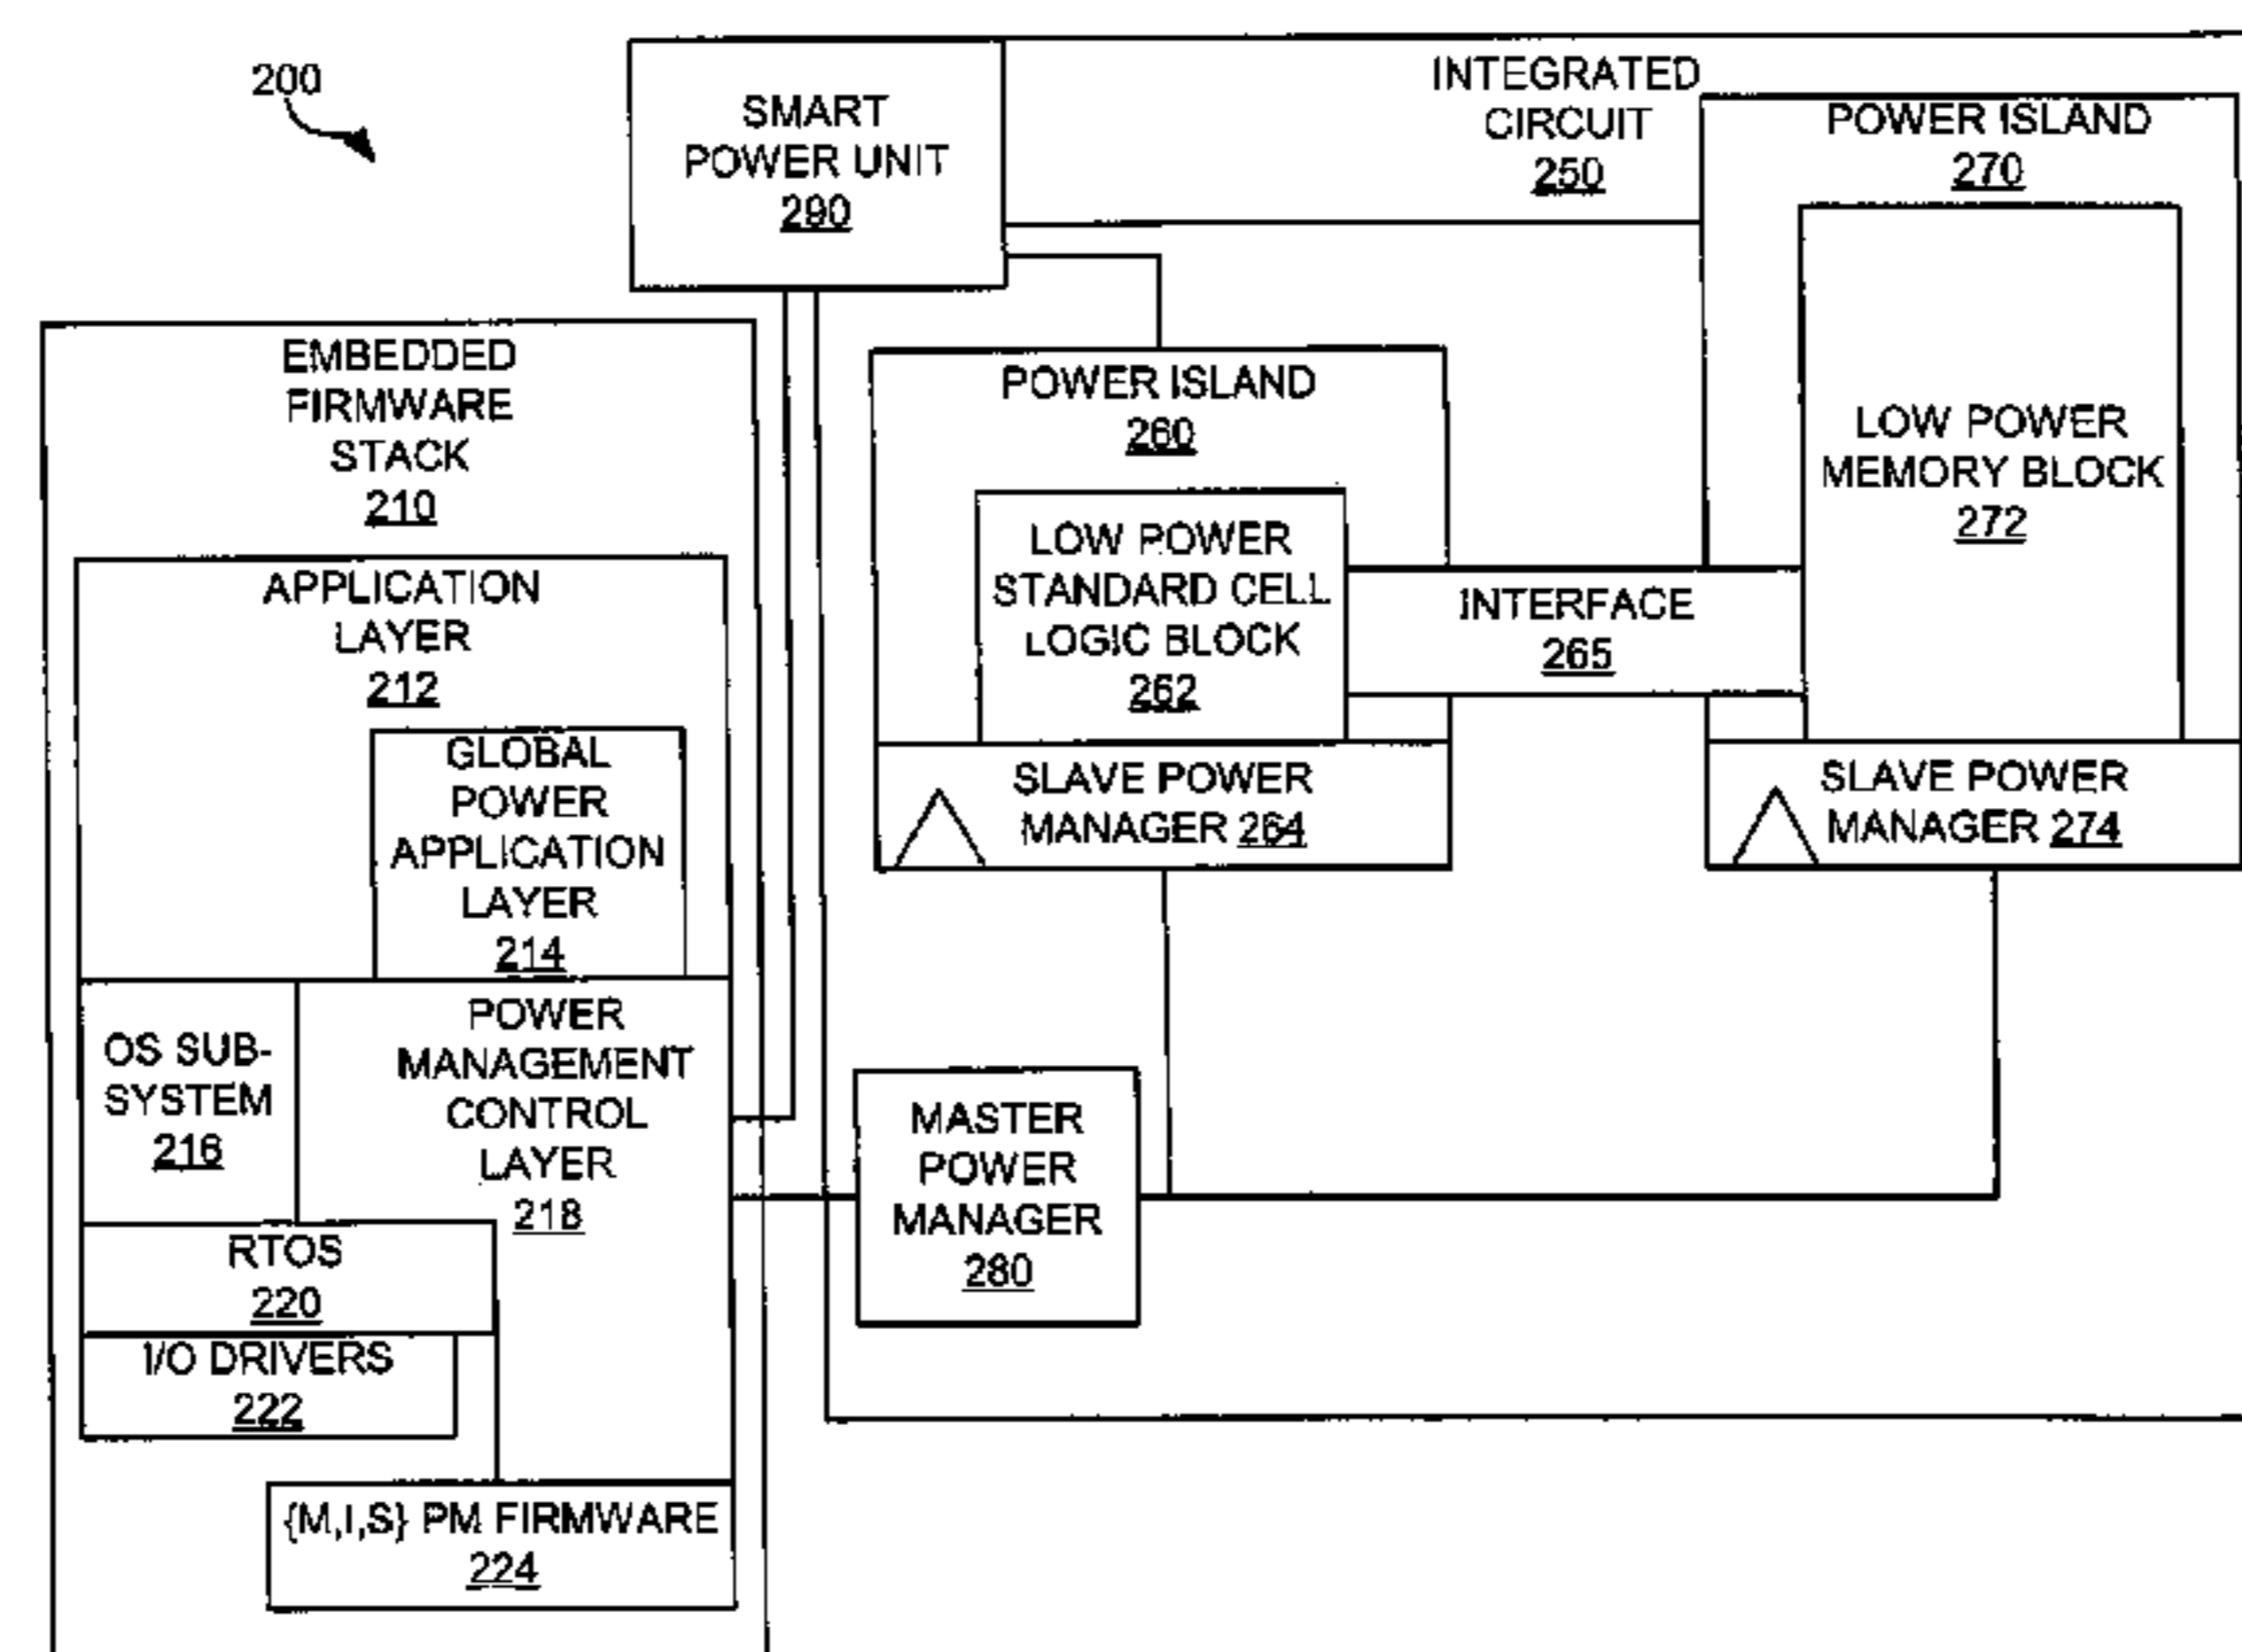 200
SMART
POWER UNIT
290
INTEGRATED
CIRCUIT
250
POWER ISLAND
270
LOW POWER
MEMORY BLOCK
272
POWER ISLAND
260
LOW POWER
STANDARD CELL
LOGIC BLOCK
262
INTERFACE
265
SLAVE POWER
MANAGER 264
SLAVE POWER
MANAGER 274
EMBEDDED
FIRMWARE
STACK
210
APPLICATION
LAYER
212
GLOBAL
POWER
APPLICATION
LAYER
214
OS SUB-
SYSTEM
216
POWER
MANAGEMENT
CONTROL
LAYER
218
RTOS
220
I/O DRIVERS
222
{M,I,S} PM FIRMWARE
224
MASTER
POWER
MANAGER
280